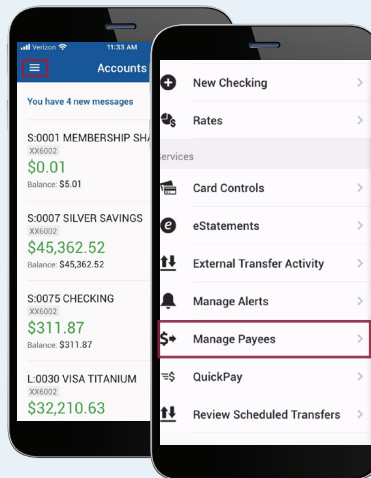 Verizon 11:33 AM
Accounts
You have 4 new messages
S:0001 MEMBERSHIP
XX6002
$0.01
Balance: $5.01
S:0007 SILVER SAVINGS
XX6002
$45,362.52
Balance: $45,362.52
S:0075 CHECKING
XX6002
$311.87
Balance: $311.87
L:0030 VISA TITANIUM
XX6002
$32,210.63
New Checking
Rates
Services
Card Controls
eStatements
External Transfer Activity
Manage Alerts
Manage Payees
QuickPay
Review Scheduled Transfers